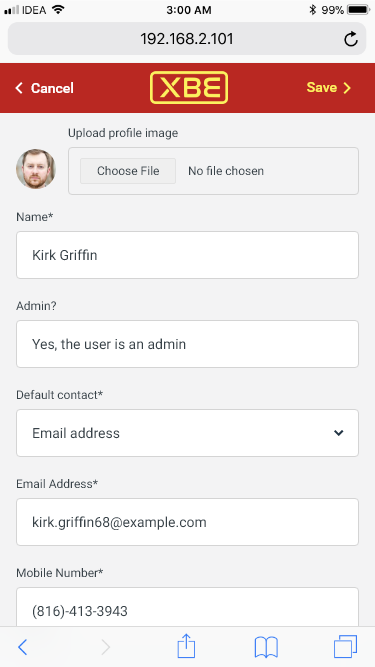 IDEA 3:00 AM 99%
192.168.2.101
Cancel XBE Save
Upload profile image
Choose File No file chosen
Name*
Kirk Griffin
Admin?
Yes, the user is an admin
Default contact*
Email address
Email Address*
kirk.griffin68@example.com
Mobile Number*
(816)-413-3943